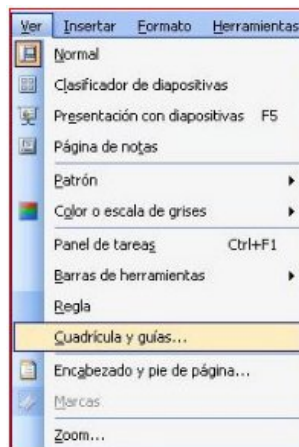 Ver Insertar Formato Herramientas
Normal
Clasificador de diapositivas
Presentación con diapositivas F5
Página de notas
Patrón
Color o escala de grises
Panel de tareas Ctrl+F1
Barras de herramientas
Regla
Cuadrícula y guías...
Encabezado y pie de página...
Marcas
Zoom...